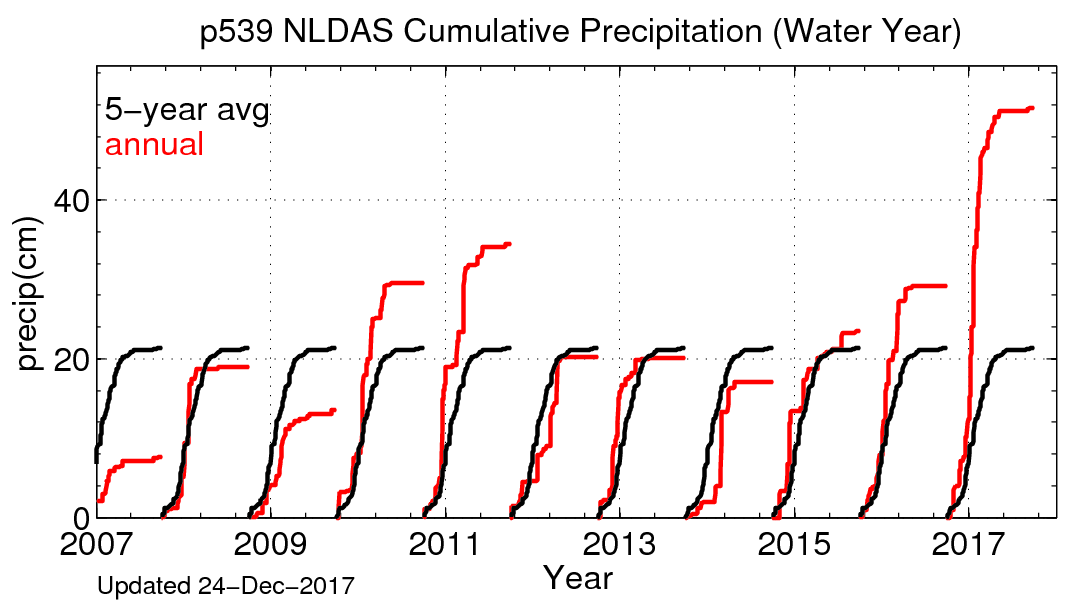 p539 NLDAS Cumulative Precipitation (Water Year)
5−year avg
annual
precip(cm)
40
20
0
2007 2009 2011 2013 2015 2017
Year
Updated 24−Dec−2017